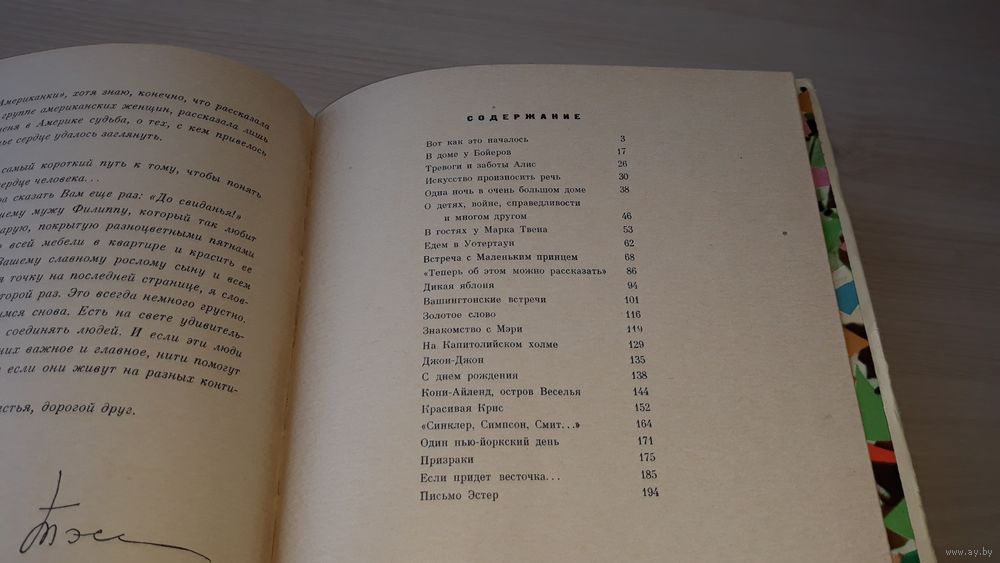 Американки», хотя знаю, конечно, что рассказала
группе американских женщин, рассказала лишь
меня в Америке судьба, о тех, с кем привелось
чье сердце удалось заглянуть.
самый короткий путь к тому, чтобы понять
сердце человека...
сказать Вам еще раз: «До свиданья!»
мужу Филиппу, который так любит
покрытую разноцветными пятнами
всей мебели в квартире и красить ее
Вашему славному рослому сыну и всем
точку на последней странице, я слов-
второй раз. Это всегда немного грустно.
снова. Есть на свете удивитель-
соединять людей. И если эти люди
них важное и главное, нити помогут
если они живут на разных конти-
дорогой друг.
Тэсс
СОДЕРЖАНИЕ
Вот как это началось 3
В доме у Бойеров 17
Тревоги и заботы Алис 26
Искусство произносить речь 30
Одна ночь в очень большом доме 38
О детях, войне, справедливости
и многом другом 46
В гостях у Марка Твена 53
Едем в Уотертаун 62
Встреча с Маленьким принцем 68
«Теперь об этом можно рассказать» 86
Дикая яблоня 94
Вашингтонские встречи 101
Золотое слово 116
Знакомство с Мэри 119
На Капитолийском холме 129
Джон-Джон 135
С днем рождения 138
Кони-Айленд, остров Веселья 144
Красивая Крис 152
«Синклер, Симпсон, Смит...» 164
Один нью-йоркский день 171
Призраки 175
Если придет весточка... 185
Письмо Эстер 194
www.ay.by